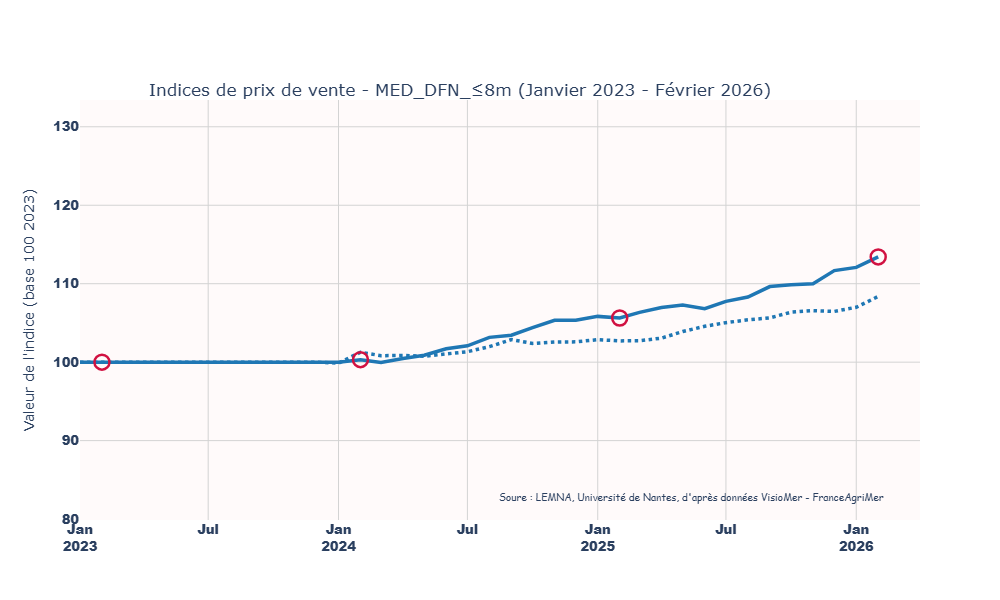 Indices de prix de vente - MED_DFN_≤8m (Janvier 2023 - Février 2026)
Valeur de l'indice (base 100 2023)
130
120
110
100
90
80
Soure : LEMNA, Université de Nantes, d'après données VisioMer - FranceAgriMer
Jan Jul Jan Jul Jan Jul Jan
2023 2024 2025 2026